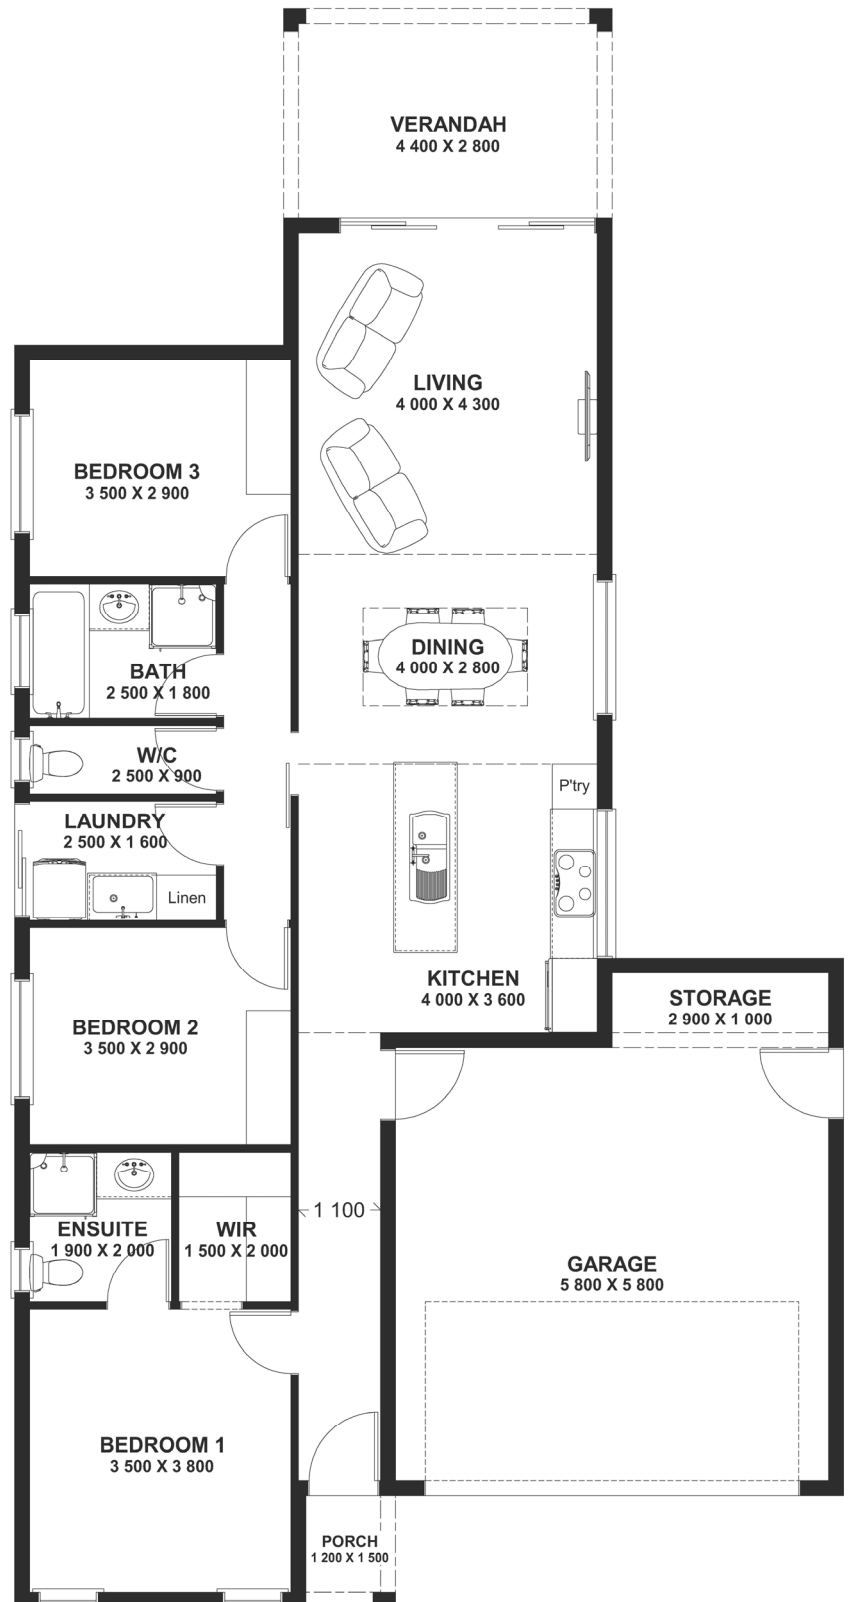 VERANDAH
4 400 X 2 800
LIVING
4 000 X 4 300
BEDROOM 3
3 500 X 2 900
DINING
4 000 X 2 800
BATH
2 500 X 1 800
W/C
2 500 X 900
P'try
LAUNDRY
2 500 X 1 600
Linen
KITCHEN
4 000 X 3 600
STORAGE
2 900 X 1 000
BEDROOM 2
3 500 X 2 900
1 100
ENSUITE
1 900 X 2 000
WIR
1 500 X 2 000
GARAGE
5 800 X 5 800
BEDROOM 1
3 500 X 3 800
PORCH
1 200 X 1 500